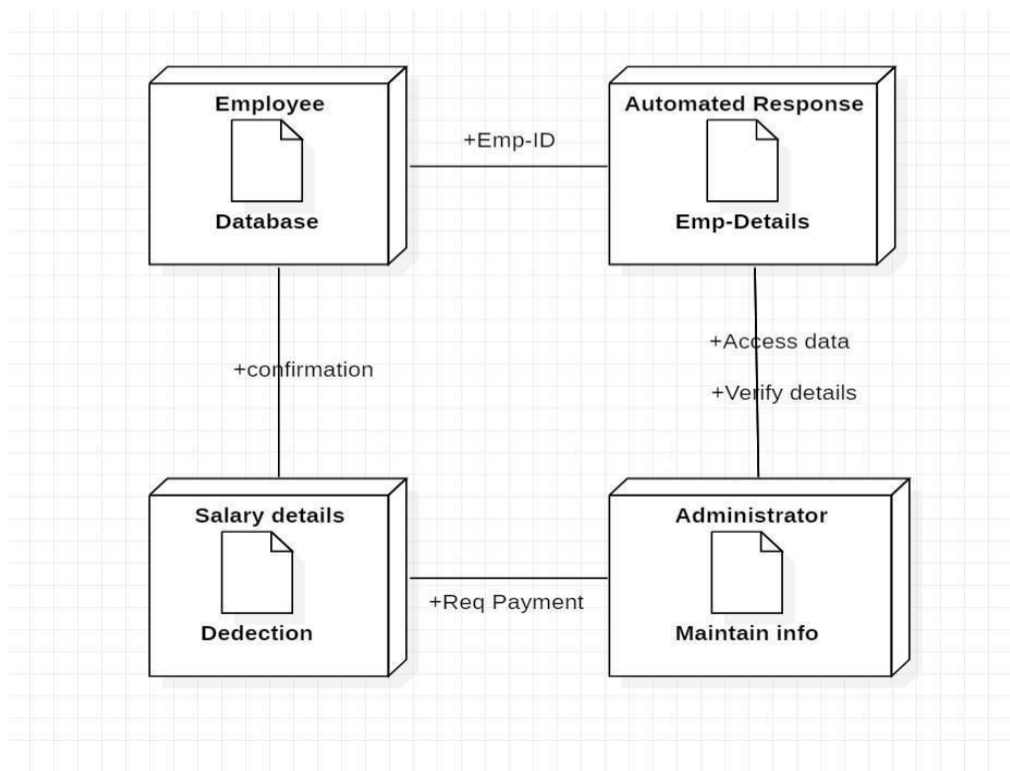 Employee
Database
+Emp-ID
Automated Response
Emp-Details
+confirmation
+Access data
+Verify details
Salary details
Dedection
+Req Payment
Administrator
Maintain info